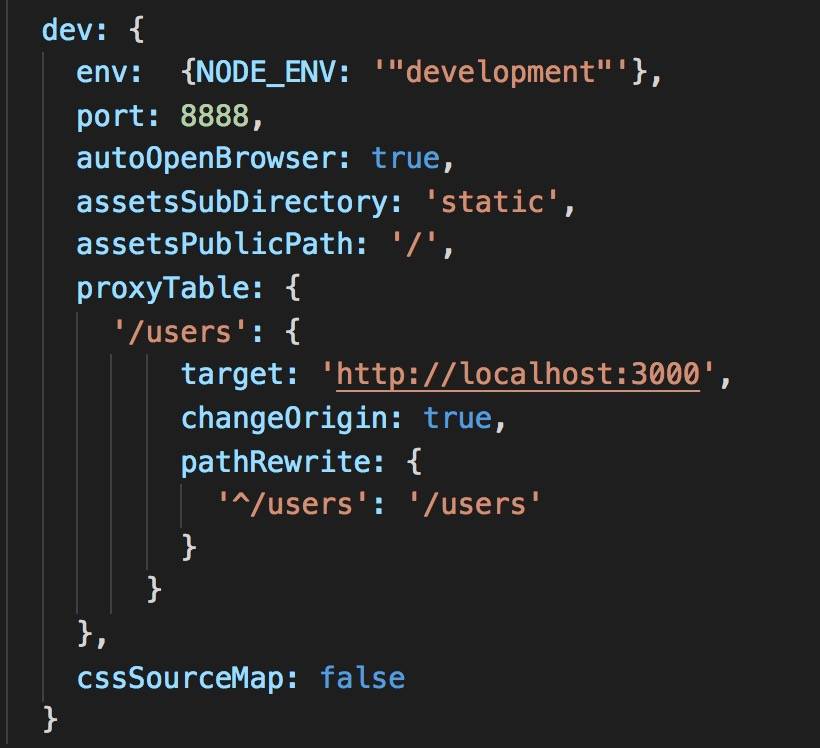 dev: {
env:  {NODE_ENV: '"development"'},
port: 8888,
autoOpenBrowser: true,
assetsSubDirectory: 'static',
assetsPublicPath: '/',
proxyTable: {
'/users': {
target: 'http://localhost:3000',
changeOrigin: true,
pathRewrite: {
'^/users': '/users'
}
}
},
cssSourceMap: false
}